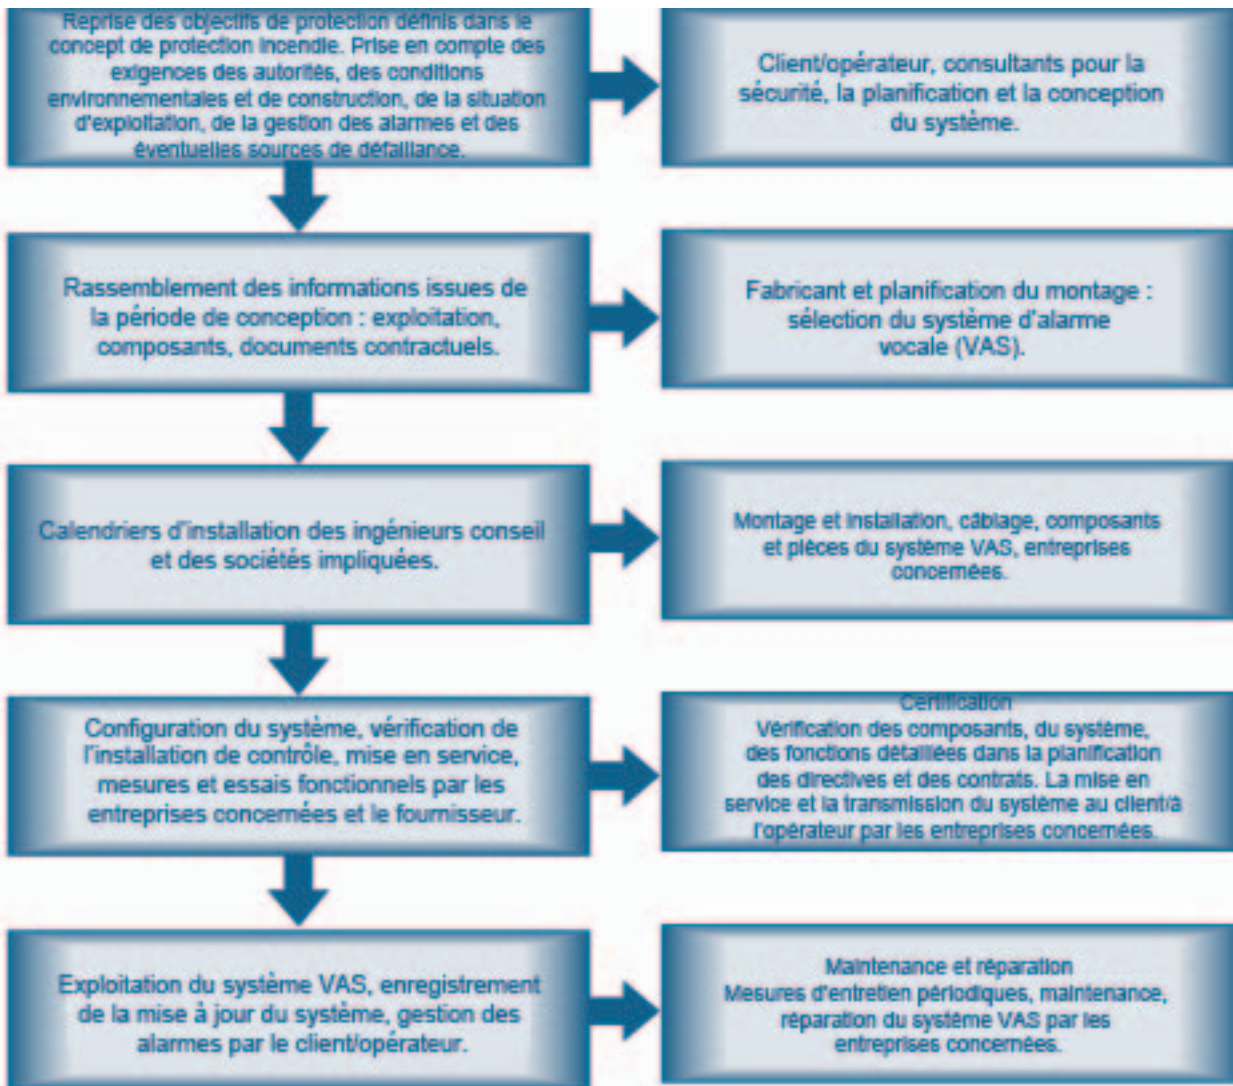 Reprise des objectifs de protection définis dans le
concept de protection incendie. Prise en compte des
exigences des autorités, des conditions
environnementales et de construction, de la situation
d'exploitation, de la gestion des alarmes et des
éventuelles sources de défaillance.
Client/opérateur, consultants pour la
sécurité, la planification et la conception
du système.
Rassemblement des informations issues de
la période de conception : exploitation,
composants, documents contractuels.
Fabricant et planification du montage :
sélection du système d'alarme
vocale (VAS).
Calendriers d'installation des ingénieurs conseil
et des sociétés impliquées.
Montage et installation, câblage, composants
et pièces du système VAS, entreprises
concernées.
Configuration du système, vérification de
l'installation de contrôle, mise en service,
mesures et essais fonctionnels par les
entreprises concernées et le fournisseur.
Certification
Vérification des composants, du système,
des fonctions détaillées dans la planification
des directives et des contrats. La mise en
service et la transmission du système au client/à
l'opérateur par les entreprises concernées.
Exploitation du système VAS, enregistrement
de la mise à jour du système, gestion des
alarmes par le client/opérateur.
Maintenance et réparation
Mesures d'entretien périodiques, maintenance,
réparation du système VAS par les
entreprises concernées.